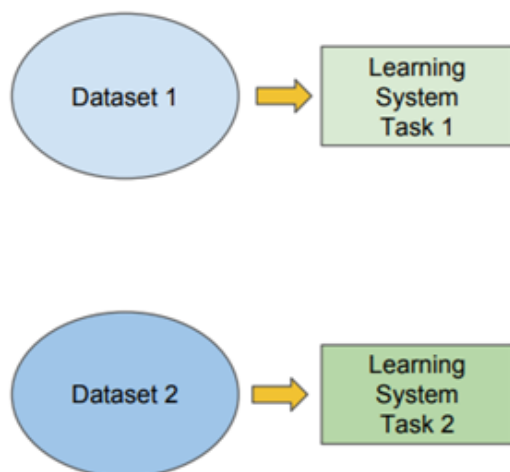 Dataset 1
Learning
System
Task 1
Dataset 2
Learning
System
Task 2